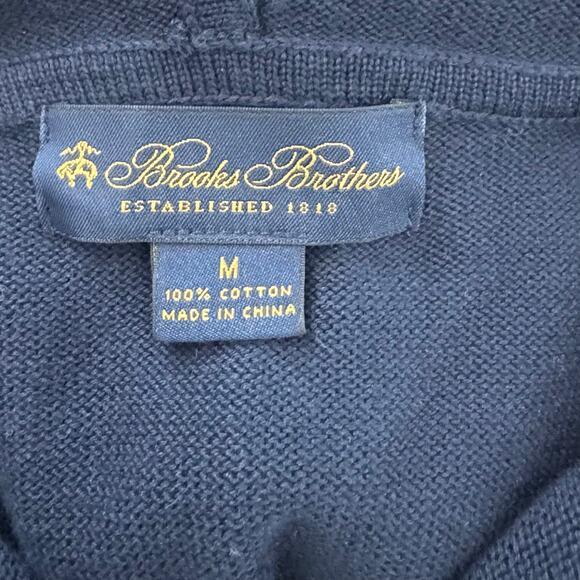 Brooks Brothers
ESTABLISHED 1818
M
100% COTTON
MADE IN CHINA